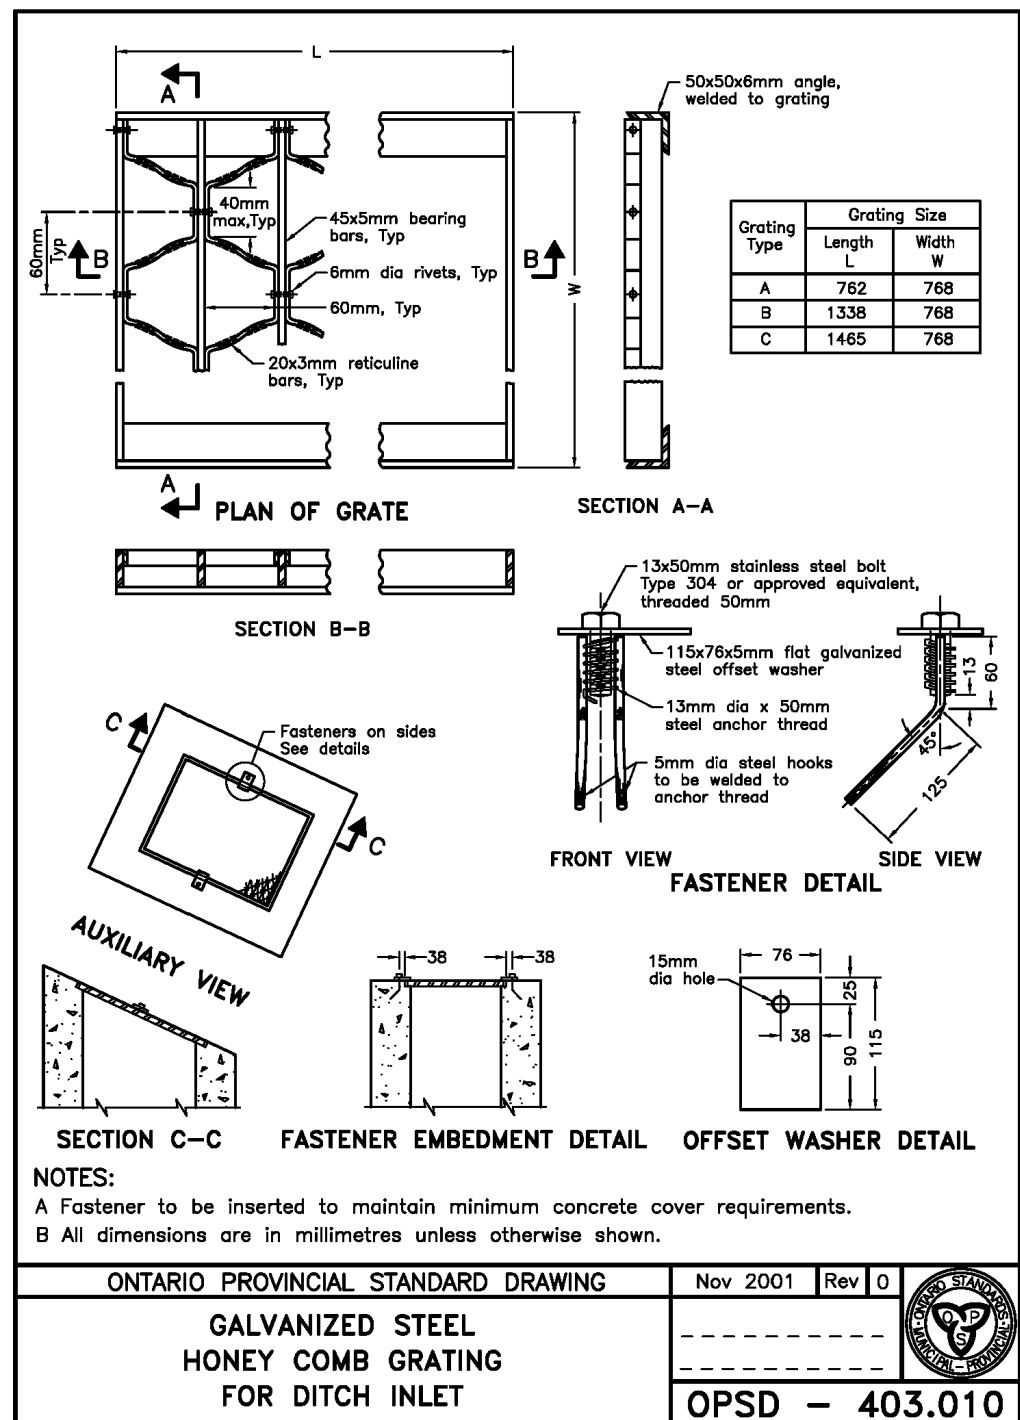 L
A
50x50x6mm angle,
welded to grating
40mm
max,Typ
45x5mm bearing
bars, Typ
60mm
Typ
B
B
6mm dia rivets, Typ
60mm, Typ
W
20x3mm reticuline
bars, Typ
Grating
Type
Grating Size
Length
L
Width
W
A 762 768
B 1338 768
C 1465 768
A
PLAN OF GRATE
SECTION A-A
SECTION B-B
13x50mm stainless steel bolt
Type 304 or approved equivalent,
threaded 50mm
115x76x5mm flat galvanized
steel offset washer
13mm dia x 50mm
steel anchor thread
5mm dia steel hooks
to be welded to
anchor thread
13
60
45°
125
FRONT VIEW
SIDE VIEW
FASTENER DETAIL
C
Fasteners on sides
See details
C
AUXILIARY VIEW
38
38
15mm
dia hole
76
25
38
90
115
SECTION C-C
FASTENER EMBEDMENT DETAIL
OFFSET WASHER DETAIL
NOTES:
A Fastener to be inserted to maintain minimum concrete cover requirements.
B All dimensions are in millimetres unless otherwise shown.
ONTARIO PROVINCIAL STANDARD DRAWING
Nov 2001
Rev 0
GALVANIZED STEEL
HONEY COMB GRATING
FOR DITCH INLET
ONTARIO STANDARDS
MUNICIPAL-PROVINCIAL
O P
S
OPSD - 403.010